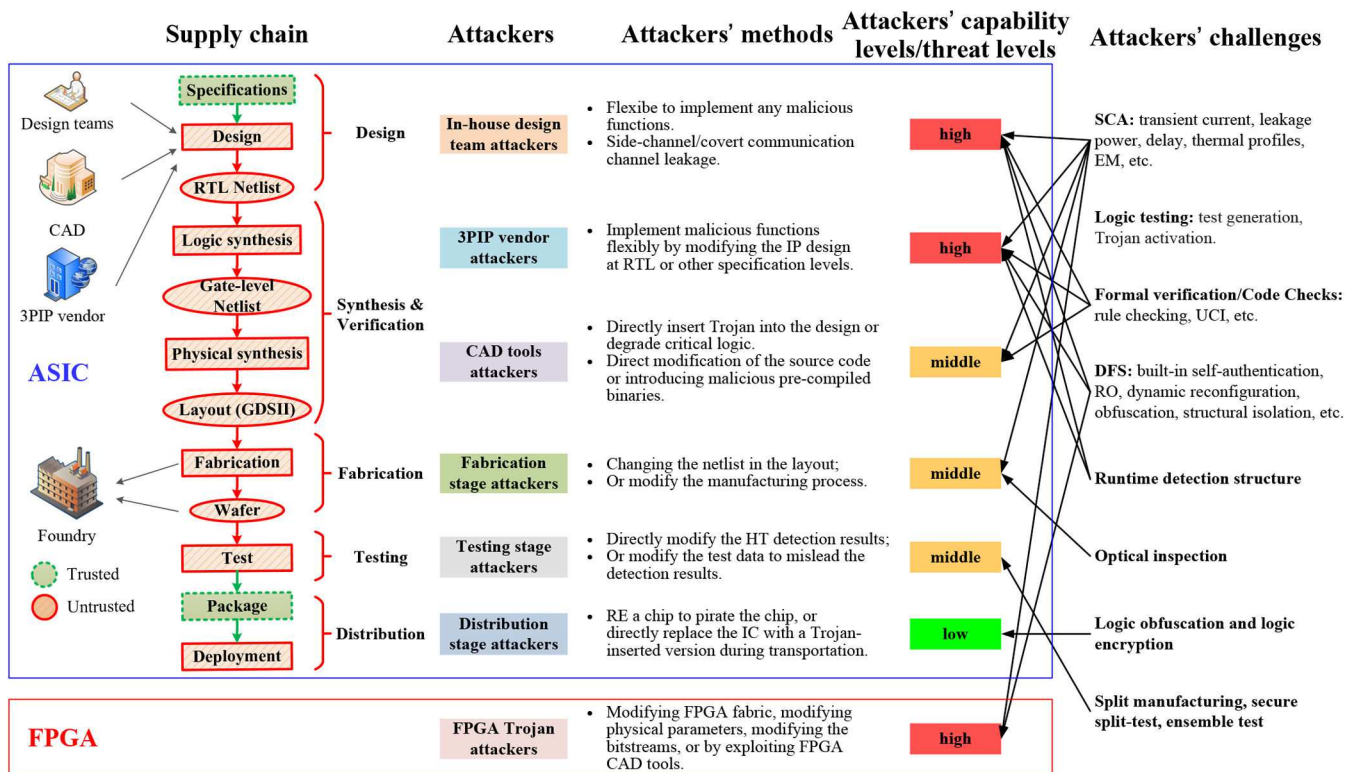 Supply chain
Attackers
Attackers' methods
Attackers' capability
levels/threat levels
Attackers' challenges
Design teams
CAD
3PIP vendor
ASIC
Foundry
Trusted
Untrusted
Specifications
Design
RTL Netlist
Logic synthesis
Gate-level
Netlist
Physical synthesis
Layout (GDSII)
Fabrication
Wafer
Test
Package
Deployment
Design
Synthesis &
Verification
Fabrication
Testing
Distribution
In-house design
team attackers
• Flexibe to implement any malicious
functions.
• Side-channel/covert communication
channel leakage.
high
3PIP vendor
attackers
• Implement malicious functions
flexibly by modifying the IP design
at RTL or other specification levels.
high
CAD tools
attackers
• Directly insert Trojan into the design or
degrade critical logic.
• Direct modification of the source code
or introducing malicious pre-compiled
binaries.
middle
Fabrication
stage attackers
• Changing the netlist in the layout;
• Or modify the manufacturing process.
middle
Testing stage
attackers
• Directly modify the HT detection results;
• Or modify the test data to mislead the
detection results.
middle
Distribution
stage attackers
• RE a chip to pirate the chip, or
directly replace the IC with a Trojan-
inserted version during transportation.
low
SCA: transient current, leakage
power, delay, thermal profiles,
EM, etc.
Logic testing: test generation,
Trojan activation.
Formal verification/Code Checks:
rule checking, UCI, etc.
DFS: built-in self-authentication,
RO, dynamic reconfiguration,
obfuscation, structural isolation, etc.
Runtime detection structure
Optical inspection
Logic obfuscation and logic
encryption
Split manufacturing, secure
split-test, ensemble test
FPGA
FPGA Trojan
attackers
• Modifying FPGA fabric, modifying
physical parameters, modifying the
bitstreams, or by exploiting FPGA
CAD tools.
high